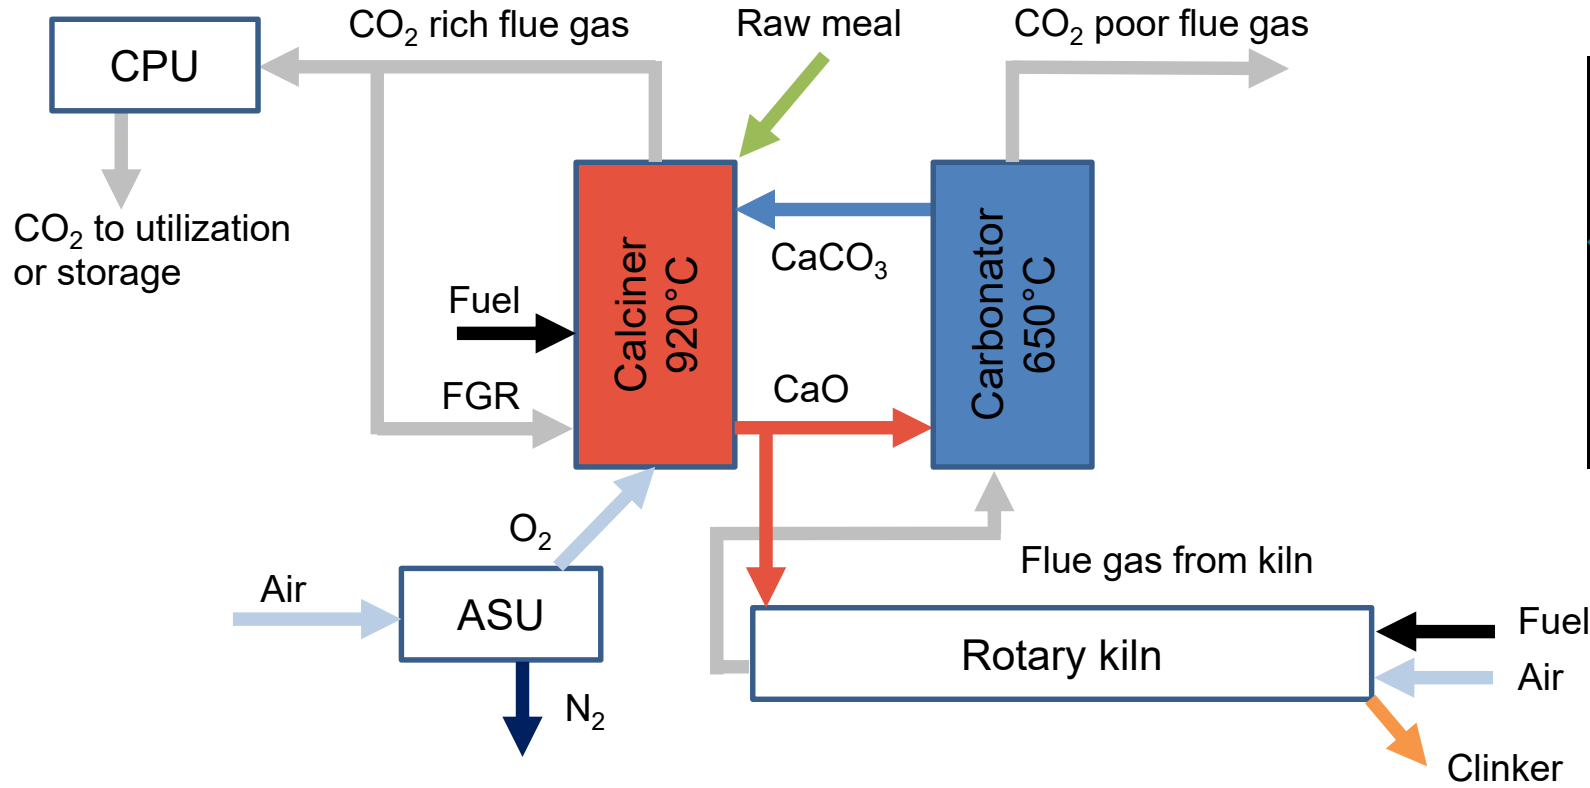 CO₂ rich flue gas
Raw meal
CO₂ poor flue gas
CPU
CO₂ to utilization
or storage
Fuel
FGR
Calciner
920°C
CaCO₃
CaO
Carbonator
650°C
O₂
Air
ASU
N₂
Flue gas from kiln
Rotary kiln
Fuel
Air
Clinker